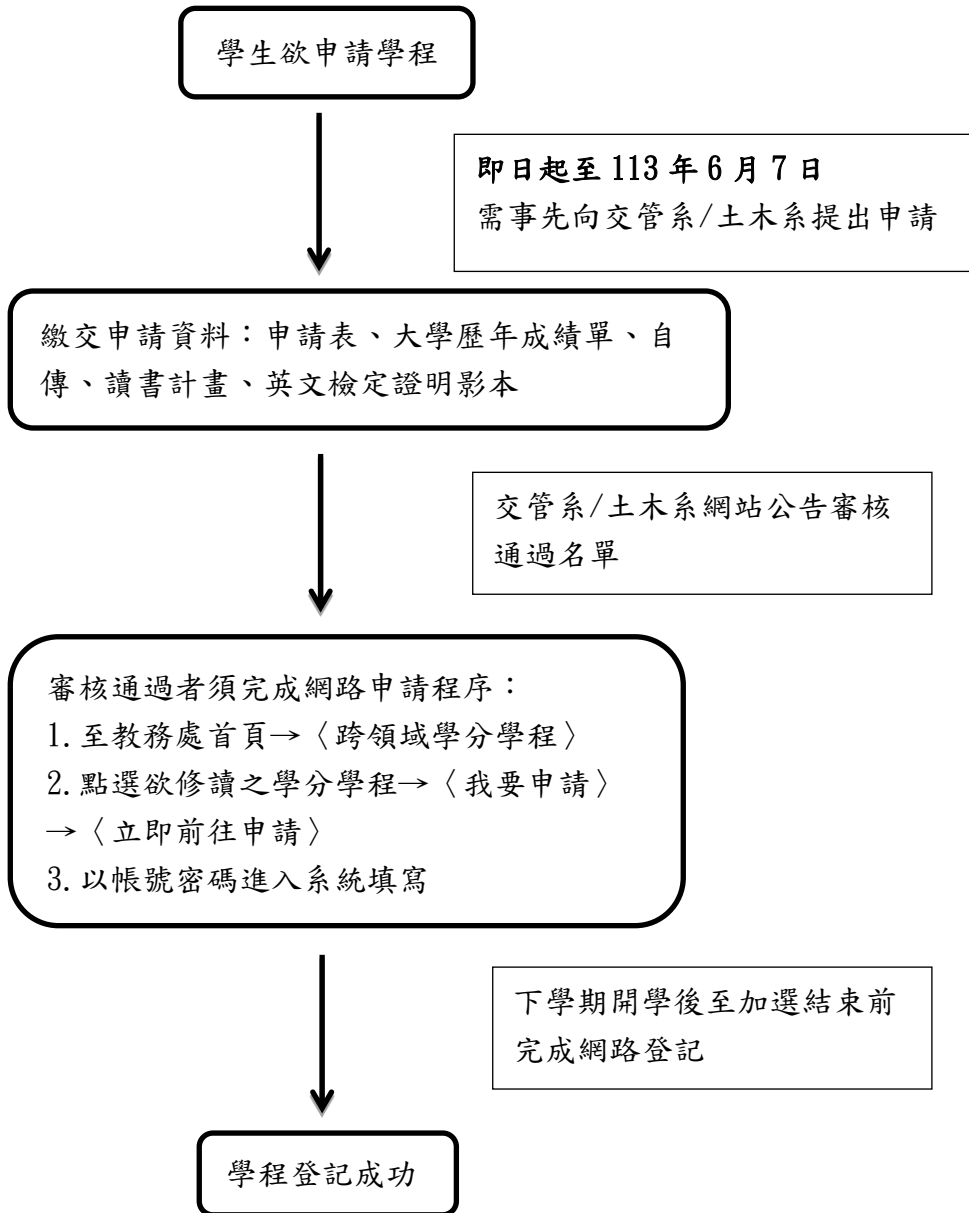 學生欲申請學程
即日起至 113 年 6 月 7 日
需事先向交管系/土木系提出申請
繳交申請資料：申請表、大學歷年成績單、自
傳、讀書計畫、英文檢定證明影本
交管系/土木系網站公告審核
通過名單
審核通過者須完成網路申請程序：
1.至教務處首頁→〈跨領域學分學程〉
2.點選欲修讀之學分學程→〈我要申請〉
→〈立即前往申請〉
3.以帳號密碼進入系統填寫
下學期開學後至加選結束前
完成網路登記
學程登記成功